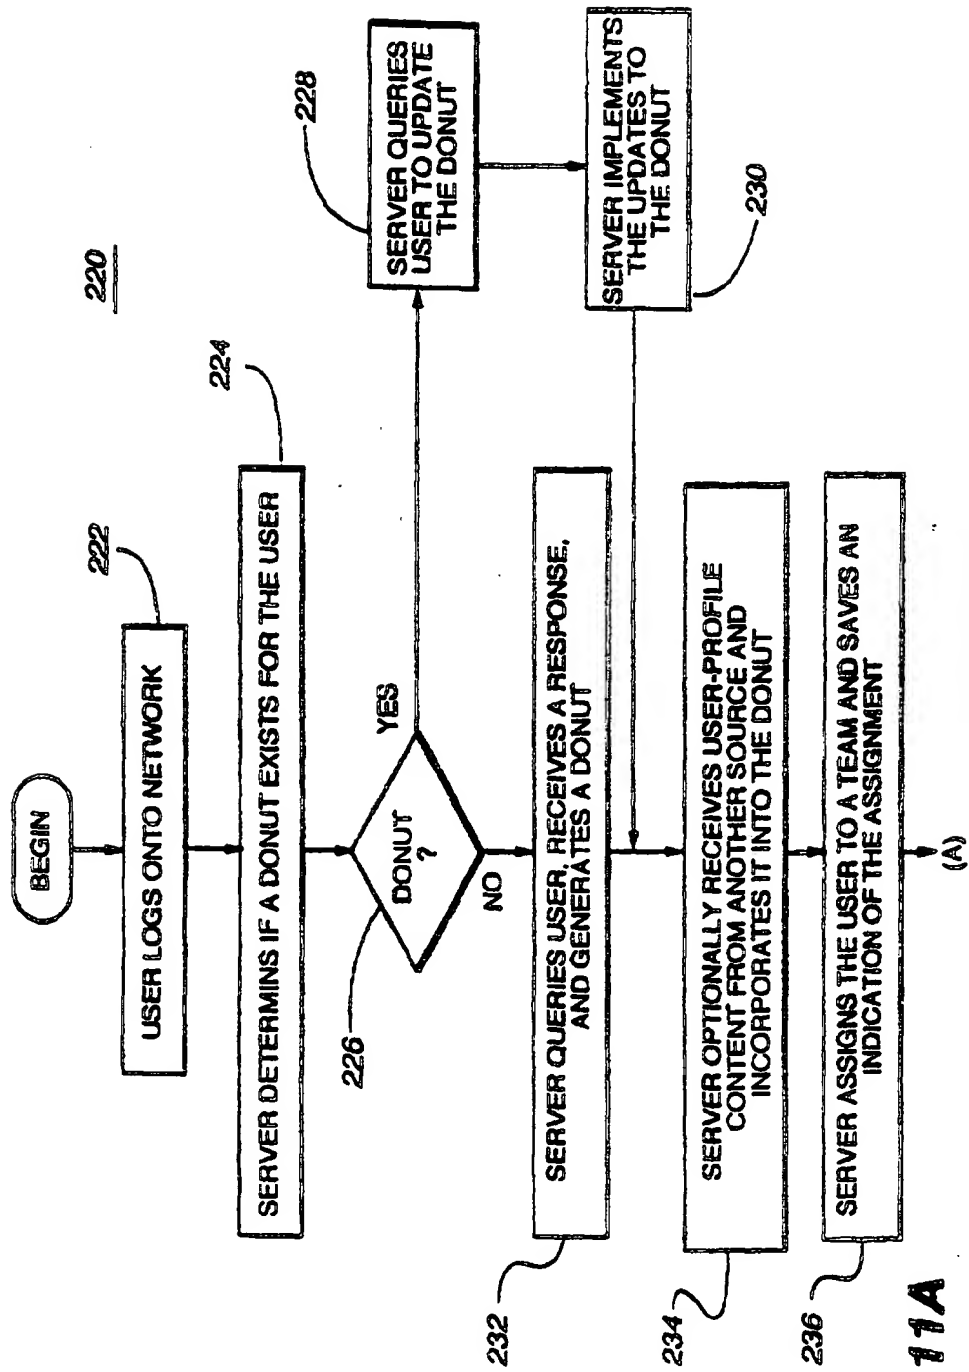 220
BEGIN
USER LOGS ONTO NETWORK
222
SERVER DETERMINS IF A DONUT EXISTS FOR THE USER
224
DONUT
?
226
YES
NO
SERVER QUERIES
USER TO UPDATE
THE DONUT
228
SERVER IMPLEMENTS
THE UPDATES TO
THE DONUT
230
SERVER QUERIES USER, RECEIVES A RESPONSE,
AND GENERATES A DONUT
232
SERVER OPTIONALLY RECEIVES USER-PROFILE
CONTENT FROM ANOTHER SOURCE AND
INCORPORATES IT INTO THE DONUT
234
SERVER ASSIGNS THE USER TO A TEAM AND SAVES AN
INDICATION OF THE ASSIGNMENT
236
(A)
11A